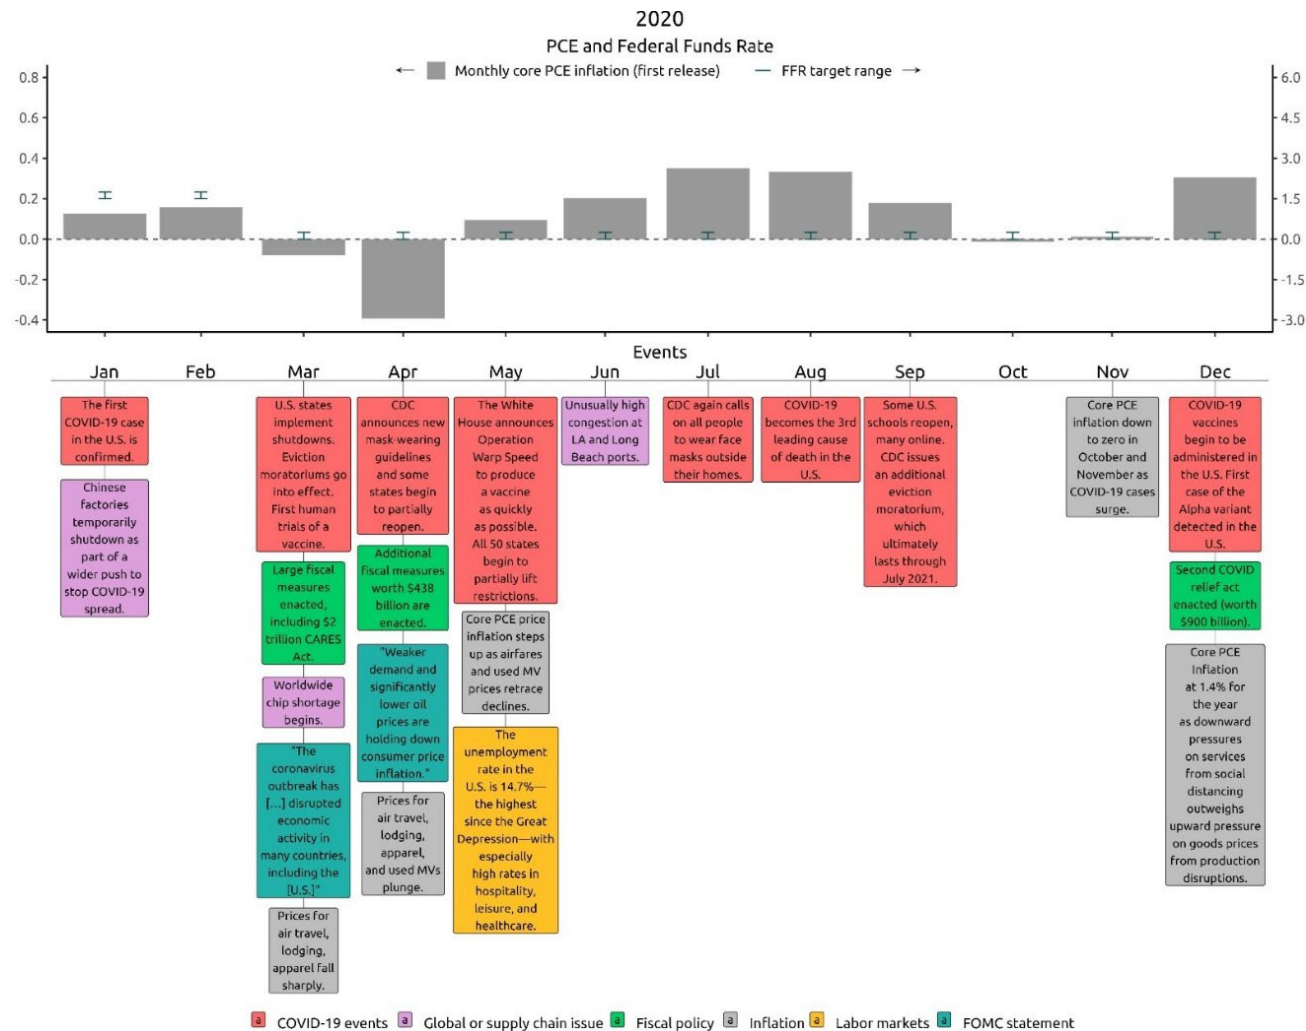 2020
PCE and Federal Funds Rate
← Monthly core PCE inflation (first release) FFR target range →
0.8
0.6
0.4
0.2
0.0
-0.2
-0.4
6.0
4.5
3.0
1.5
0.0
-1.5
-3.0
Events
Jan Feb Mar Apr May Jun Jul Aug Sep Oct Nov Dec
The first
COVID-19 case
in the U.S. is
confirmed.
Chinese
factories
temporarily
shutdown as
part of a
wider push to
stop COVID-19
spread.
U.S. states
implement
shutdowns.
Eviction
moratoriums go
into effect.
First human
trials of a
vaccine.
Large fiscal
measures
enacted,
including $2
trillion CARES
Act.
Worldwide
chip shortage
begins.
"The
coronavirus
outbreak has
[...] disrupted
economic
activity in
many countries,
including the
[U.S.]"
Prices for
air travel,
lodging,
apparel fall
sharply.
CDC
announces new
mask-wearing
guidelines
and some
states begin
to partially
reopen.
Additional
fiscal measures
worth $438
billion are
enacted.
"Weaker
demand and
significantly
lower oil
prices are
holding down
consumer price
inflation."
Prices for
air travel,
lodging,
apparel,
and used MVs
plunge.
The White
House announces
Operation
Warp Speed
to produce
a vaccine
as quickly
as possible.
All 50 states
begin to
partially lift
restrictions.
Core PCE price
inflation steps
up as airfares
and used MV
prices retrace
declines.
The
unemployment
rate in the
U.S. is 14.7%—
the highest
since the Great
Depression—with
especially
high rates in
hospitality,
leisure, and
healthcare.
Unusually high
congestion at
LA and Long
Beach ports.
CDC again calls
on all people
to wear face
masks outside
their homes.
COVID-19
becomes the 3rd
leading cause
of death in the
U.S.
Some U.S.
schools reopen,
many online.
CDC issues
an additional
eviction
moratorium,
which
ultimately
lasts through
July 2021.
Core PCE
inflation down
to zero in
October and
November as
COVID-19 cases
surge.
COVID-19
vaccines
begin to be
administered in
the U.S. First
case of the
Alpha variant
detected in the
U.S.
Second COVID
relief act
enacted (worth
$900 billion).
Core PCE
Inflation
at 1.4% for
the year
as downward
pressures
on services
from social
distancing
outweighs
upward pressure
on goods prices
from production
disruptions.
a COVID-19 events a Global or supply chain issue a Fiscal policy a Inflation a Labor markets a FOMC statement